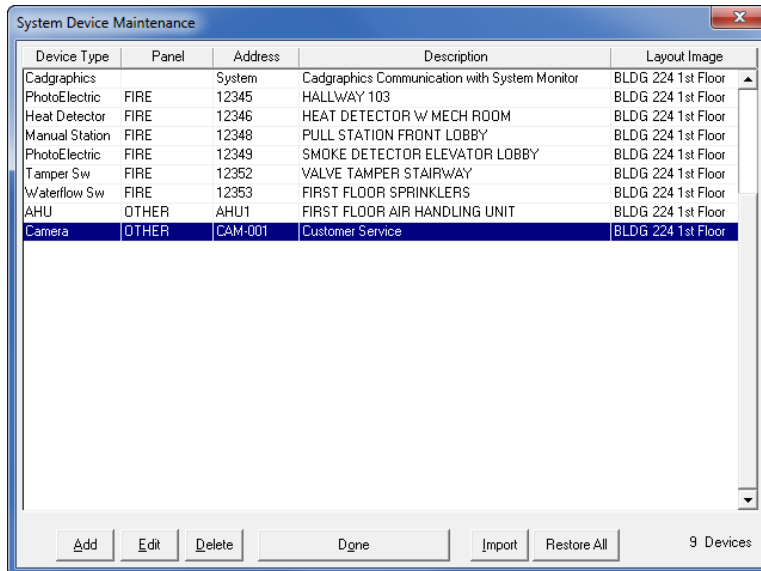 System Device Maintenance
Device Type Panel Address Description Layout Image
Cadgraphics System Cadgraphics Communication with System Monitor BLDG 224 1st Floor
PhotoElectric FIRE 12345 HALLWAY 103 BLDG 224 1st Floor
Heat Detector FIRE 12346 HEAT DETECTOR W MECH ROOM BLDG 224 1st Floor
Manual Station FIRE 12348 PULL STATION FRONT LOBBY BLDG 224 1st Floor
PhotoElectric FIRE 12349 SMOKE DETECTOR ELEVATOR LOBBY BLDG 224 1st Floor
Tamper Sw FIRE 12352 VALVE TAMPER STAIRWAY BLDG 224 1st Floor
Waterflow Sw FIRE 12353 FIRST FLOOR SPRINKLERS BLDG 224 1st Floor
AHU OTHER AHU1 FIRST FLOOR AIR HANDLING UNIT BLDG 224 1st Floor
Camera OTHER CAM-001 Customer Service BLDG 224 1st Floor
Add Edit Delete Done Import Restore All 9 Devices